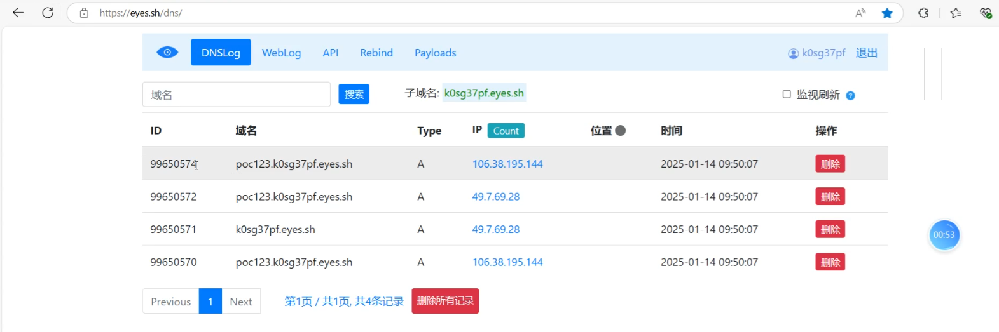 https://eyes.sh/dns/
DNSLog WebLog API Rebind Payloads k0sg37pf 退出
域名 搜索 子域名: k0sg37pf.eyes.sh 监视刷新
ID 域名 Type IP Count 位置 时间 操作
99650574 poc123.k0sg37pf.eyes.sh A 106.38.195.144 2025-01-14 09:50:07 删除
99650572 poc123.k0sg37pf.eyes.sh A 49.7.69.28 2025-01-14 09:50:07 删除
99650571 k0sg37pf.eyes.sh A 49.7.69.28 2025-01-14 09:50:07 删除
00:53
99650570 poc123.k0sg37pf.eyes.sh A 106.38.195.144 2025-01-14 09:50:07 删除
Previous 1 Next 第1页 / 共1页, 共4条记录 删除所有记录